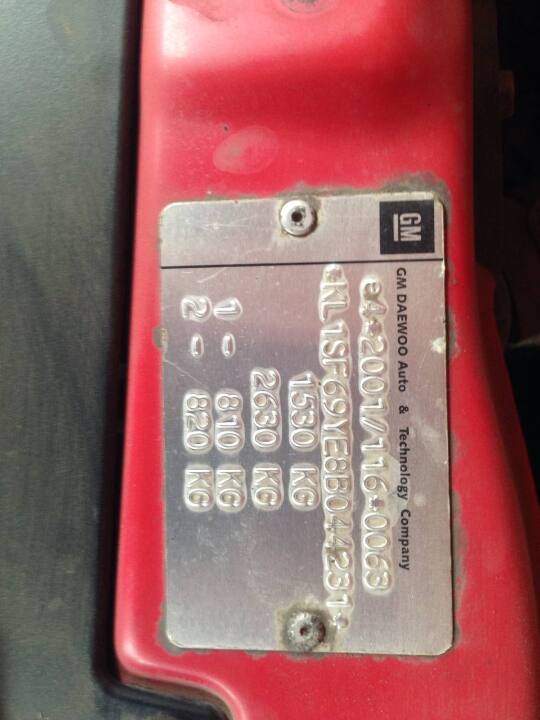 GM
GM DAEWOO Auto & Technology Company
e4*2001/116*0063
*KL1SF69YE8B044231*
1530 KG
2630 KG
1- 810 KG
2- 820 KG